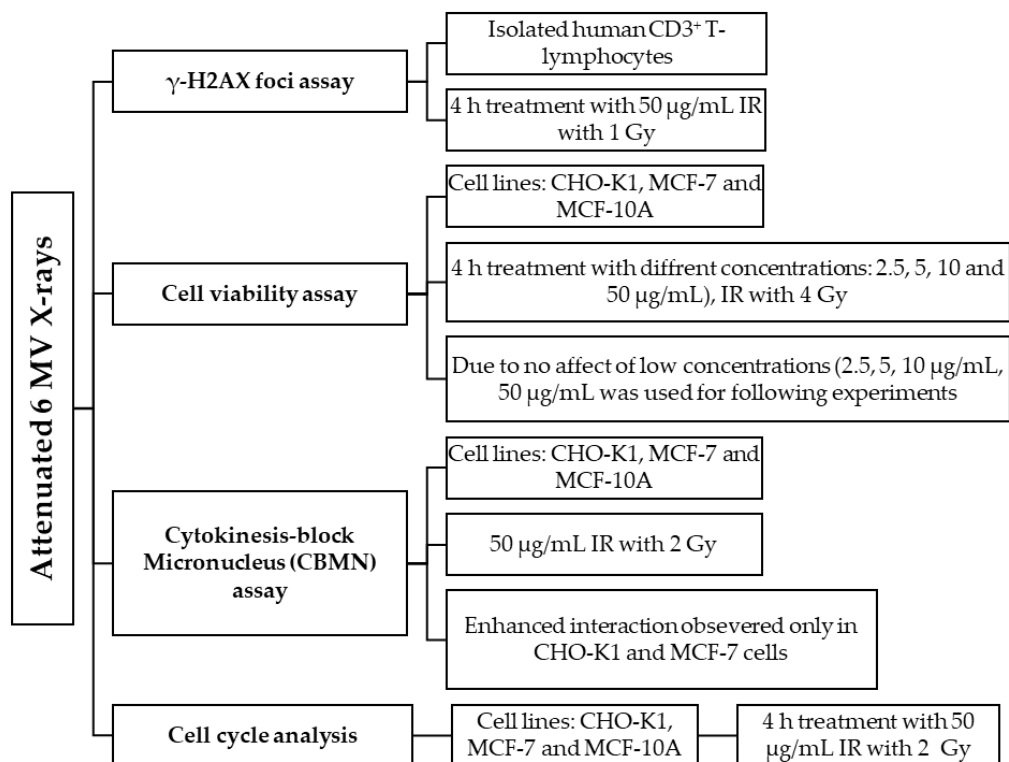 Attenuated 6 MV X-rays
γ-H2AX foci assay
Isolated human CD3⁺ T-
lymphocytes
4 h treatment with 50 µg/mL IR
with 1 Gy
Cell viability assay
Cell lines: CHO-K1, MCF-7 and
MCF-10A
4 h treatment with diffrent concentrations: 2.5, 5, 10 and
50 µg/mL), IR with 4 Gy
Due to no affect of low concentrations (2.5, 5, 10 µg/mL,
50 µg/mL was used for following experiments
Cytokinesis-block
Micronucleus (CBMN)
assay
Cell lines: CHO-K1, MCF-7 and
MCF-10A
50 µg/mL IR with 2 Gy
Enhanced interaction obsevered only in
CHO-K1 and MCF-7 cells
Cell cycle analysis
Cell lines: CHO-K1,
MCF-7 and MCF-10A
4 h treatment with 50
µg/mL IR with 2 Gy